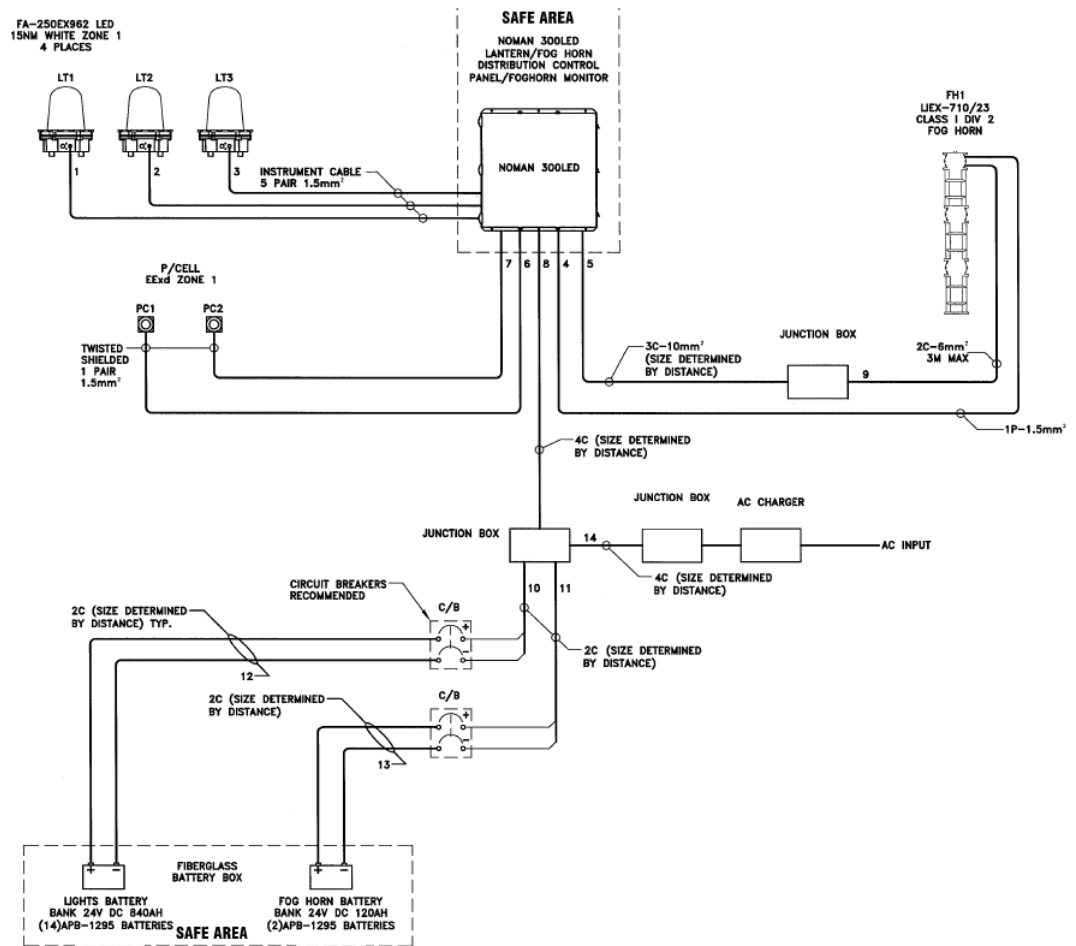 FA-250EX962 LED
15NM WHITE ZONE 1
4 PLACES
LT1
LT2
LT3
1
2
3
INSTRUMENT CABLE
5 PAIR 1.5mm²
SAFE AREA
NOMAN 300LED
LANTERN/FOG HORN
DISTRIBUTION CONTROL
PANEL/FOGHORN MONITOR
NOMAN 300LED
7
6
8
4
5
FH1
LIEX-710/23
CLASS I DIV 2
FOG HORN
P/CELL
EExd ZONE 1
PC1
PC2
TWISTED
SHIELDED
1 PAIR
1.5mm²
3C-10mm²
(SIZE DETERMINED
BY DISTANCE)
JUNCTION BOX
9
2C-6mm²
3M MAX
1P-1.5mm²
4C (SIZE DETERMINED
BY DISTANCE)
JUNCTION BOX
14
JUNCTION BOX
AC CHARGER
AC INPUT
4C (SIZE DETERMINED
BY DISTANCE)
10
11
CIRCUIT BREAKERS
RECOMMENDED
C/B
+
-
2C (SIZE DETERMINED
BY DISTANCE) TYP.
12
2C (SIZE DETERMINED
BY DISTANCE)
2C (SIZE DETERMINED
BY DISTANCE)
13
C/B
+
-
FIBERGLASS
BATTERY BOX
+ -
+ -
LIGHTS BATTERY
BANK 24V DC 840AH
(14)APB-1295 BATTERIES
FOG HORN BATTERY
BANK 24V DC 120AH
(2)APB-1295 BATTERIES
SAFE AREA